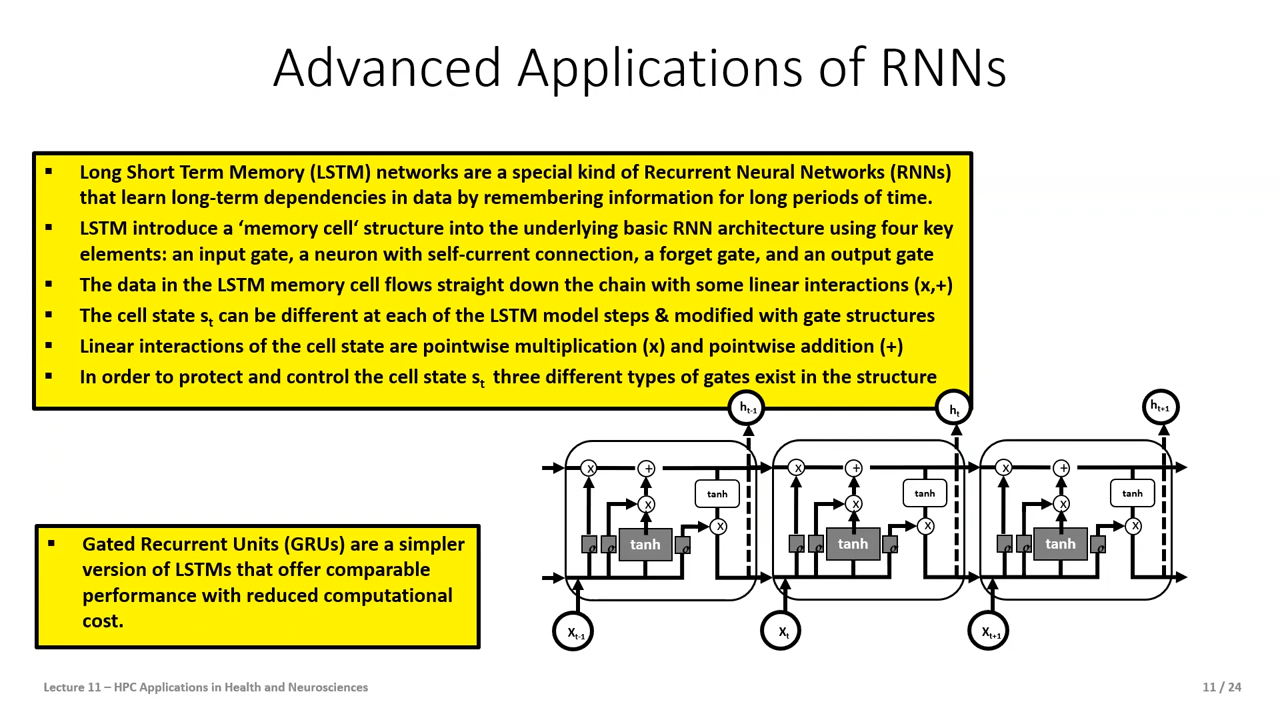 Advanced Applications of RNNs
▪ Long Short Term Memory (LSTM) networks are a special kind of Recurrent Neural Networks (RNNs)
that learn long-term dependencies in data by remembering information for long periods of time.
▪ LSTM introduce a ‘memory cell‘ structure into the underlying basic RNN architecture using four key
elements: an input gate, a neuron with self-current connection, a forget gate, and an output gate
▪ The data in the LSTM memory cell flows straight down the chain with some linear interactions (x,+)
▪ The cell state st can be different at each of the LSTM model steps & modified with gate structures
▪ Linear interactions of the cell state are pointwise multiplication (x) and pointwise addition (+)
▪ In order to protect and control the cell state st three different types of gates exist in the structure
ht-1 ht ht+1
x + x + x +
tanh tanh tanh
x x x
x x x
σ σ tanh σ σ σ tanh σ σ σ tanh σ
▪ Gated Recurrent Units (GRUs) are a simpler
version of LSTMs that offer comparable
performance with reduced computational
cost.
Xt-1 Xt Xt+1
Lecture 11 – HPC Applications in Health and Neurosciences
11 / 24